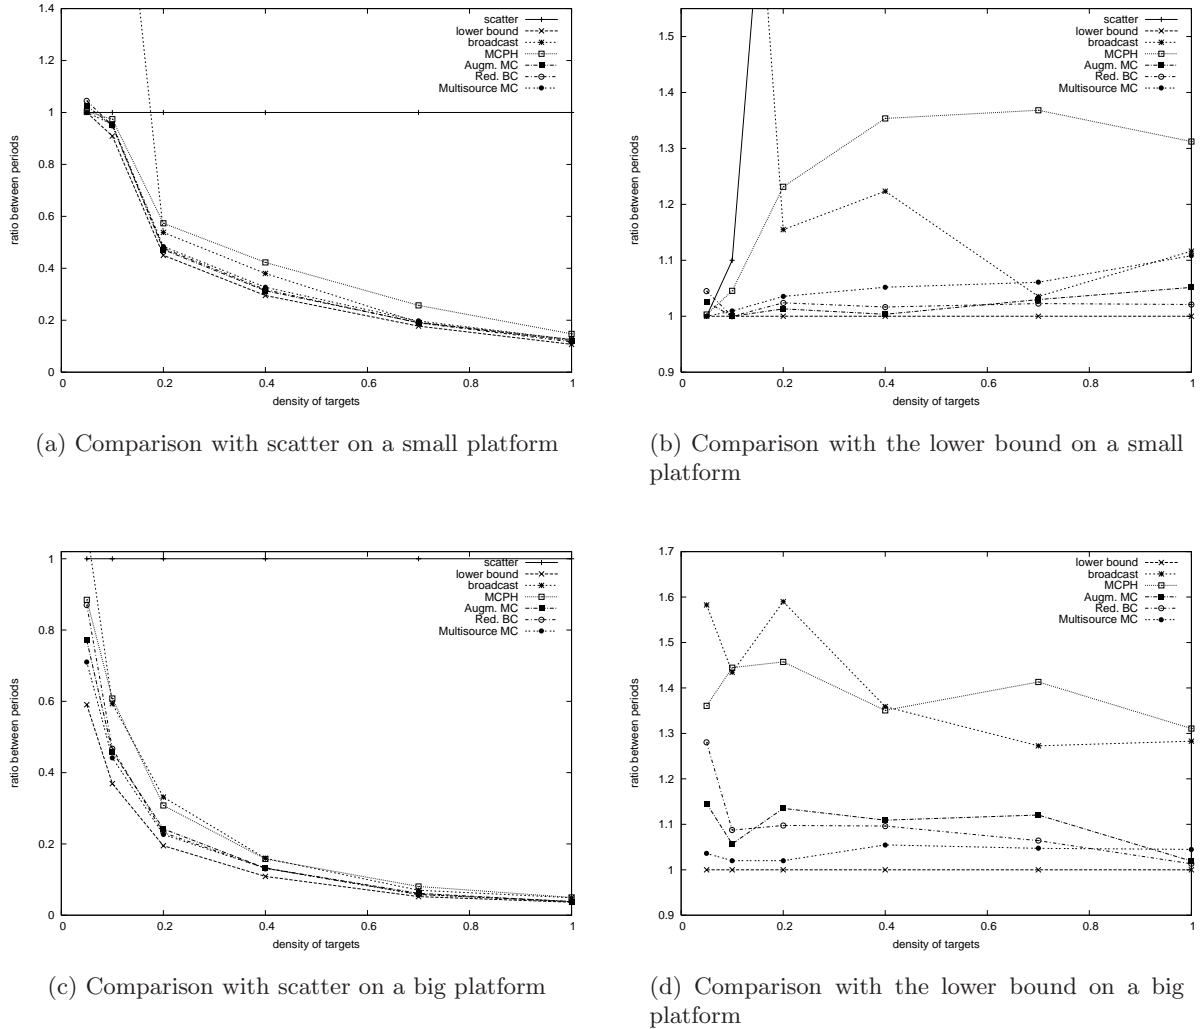 1.4
1.2
1
0.8
0.6
0.4
0.2
0
0 0.2 0.4 0.6 0.8 1
ratio between periods
density of targets
scatter
lower bound
broadcast
MCPH
Augm. MC
Red. BC
Multisource MC
(a) Comparison with scatter on a small platform
1.5
1.4
1.3
1.2
1.1
1
0.9
0 0.2 0.4 0.6 0.8 1
ratio between periods
density of targets
scatter
lower bound
broadcast
MCPH
Augm. MC
Red. BC
Multisource MC
(b) Comparison with the lower bound on a small
platform
1
0.8
0.6
0.4
0.2
0
0 0.2 0.4 0.6 0.8 1
ratio between periods
density of targets
scatter
lower bound
broadcast
MCPH
Augm. MC
Red. BC
Multisource MC
(c) Comparison with scatter on a big platform
1.7
1.6
1.5
1.4
1.3
1.2
1.1
1
0.9
0 0.2 0.4 0.6 0.8 1
ratio between periods
density of targets
lower bound
broadcast
MCPH
Augm. MC
Red. BC
Multisource MC
(d) Comparison with the lower bound on a big
platform